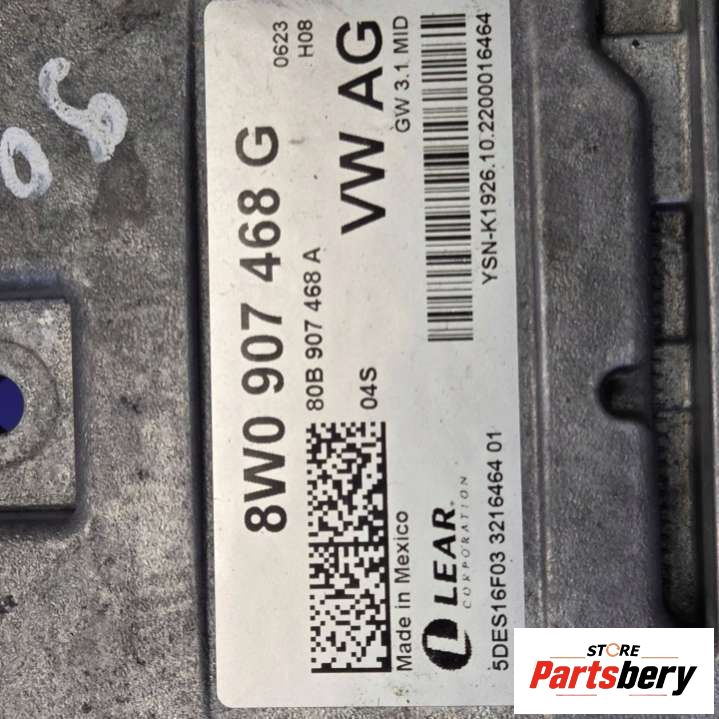 8W0 907 468 G
0623
H08
80B 907 468 A
04S
VW AG
GW 3.1 MID
Made in Mexico
LEAR
CORPORATION
YSN-K1926.10.2200016464
5DES16F03 3216464 01
STORE
Partsbery